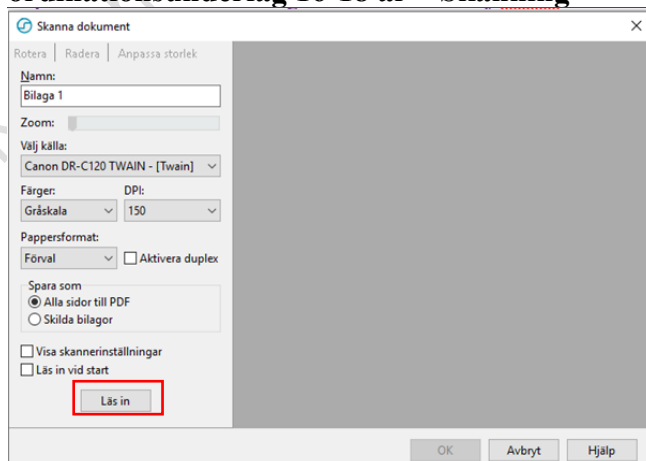 Skanna dokument
Rotera Radera Anpassa storlek
Namn:
Bilaga 1
Zoom:
Välj källa:
Canon DR-C120 TWAIN - [Twain]
Färger: DPI:
Gråskala 150
Pappersformat:
Förval Aktivera duplex
Spara som
Alla sidor till PDF
Skilda bilagor
Visa skannerinställningar
Läs in vid start
Läs in
OK Avbryt Hjälp